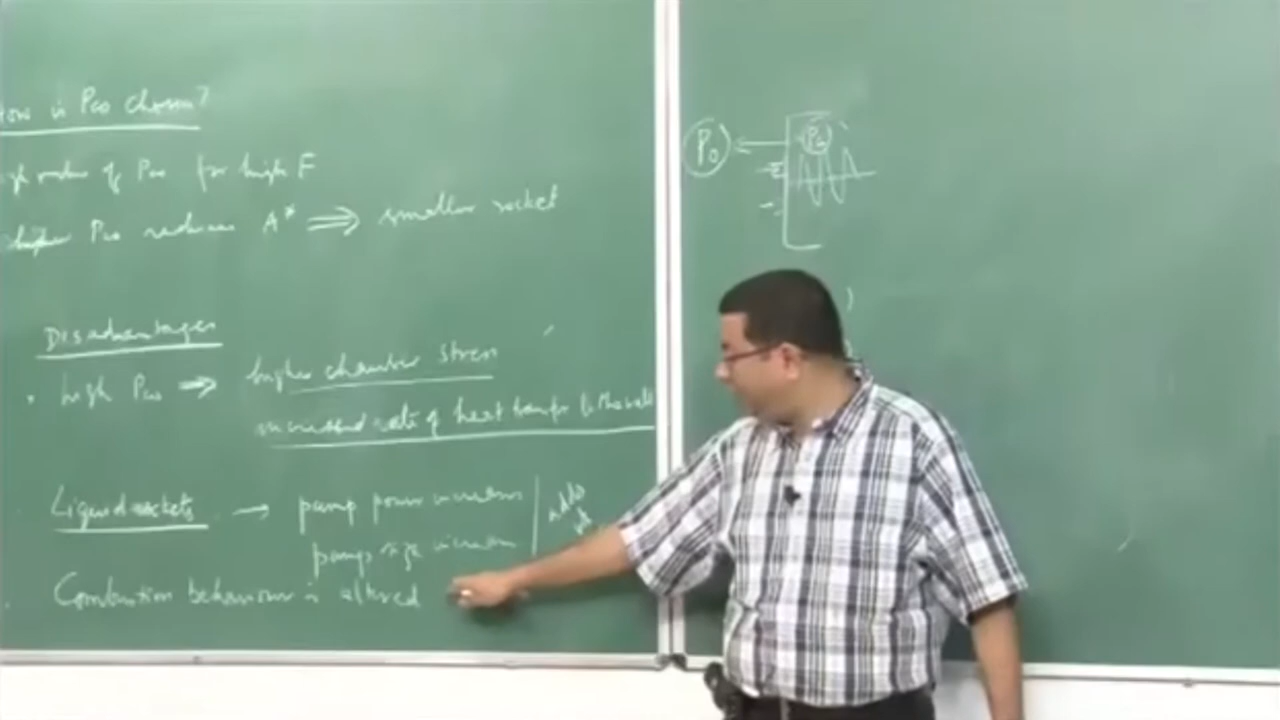 how is Pco chosen?
high value of Pco for high F
higher Pco reduces A* ⇒ smaller rocket
Disadvantages
• high Pco → higher chamber stress
increased rate of heat transfer to the wall
Liquid rockets → pump power increases
pump size increases
adds
• Combustion behaviour is altered
P₀